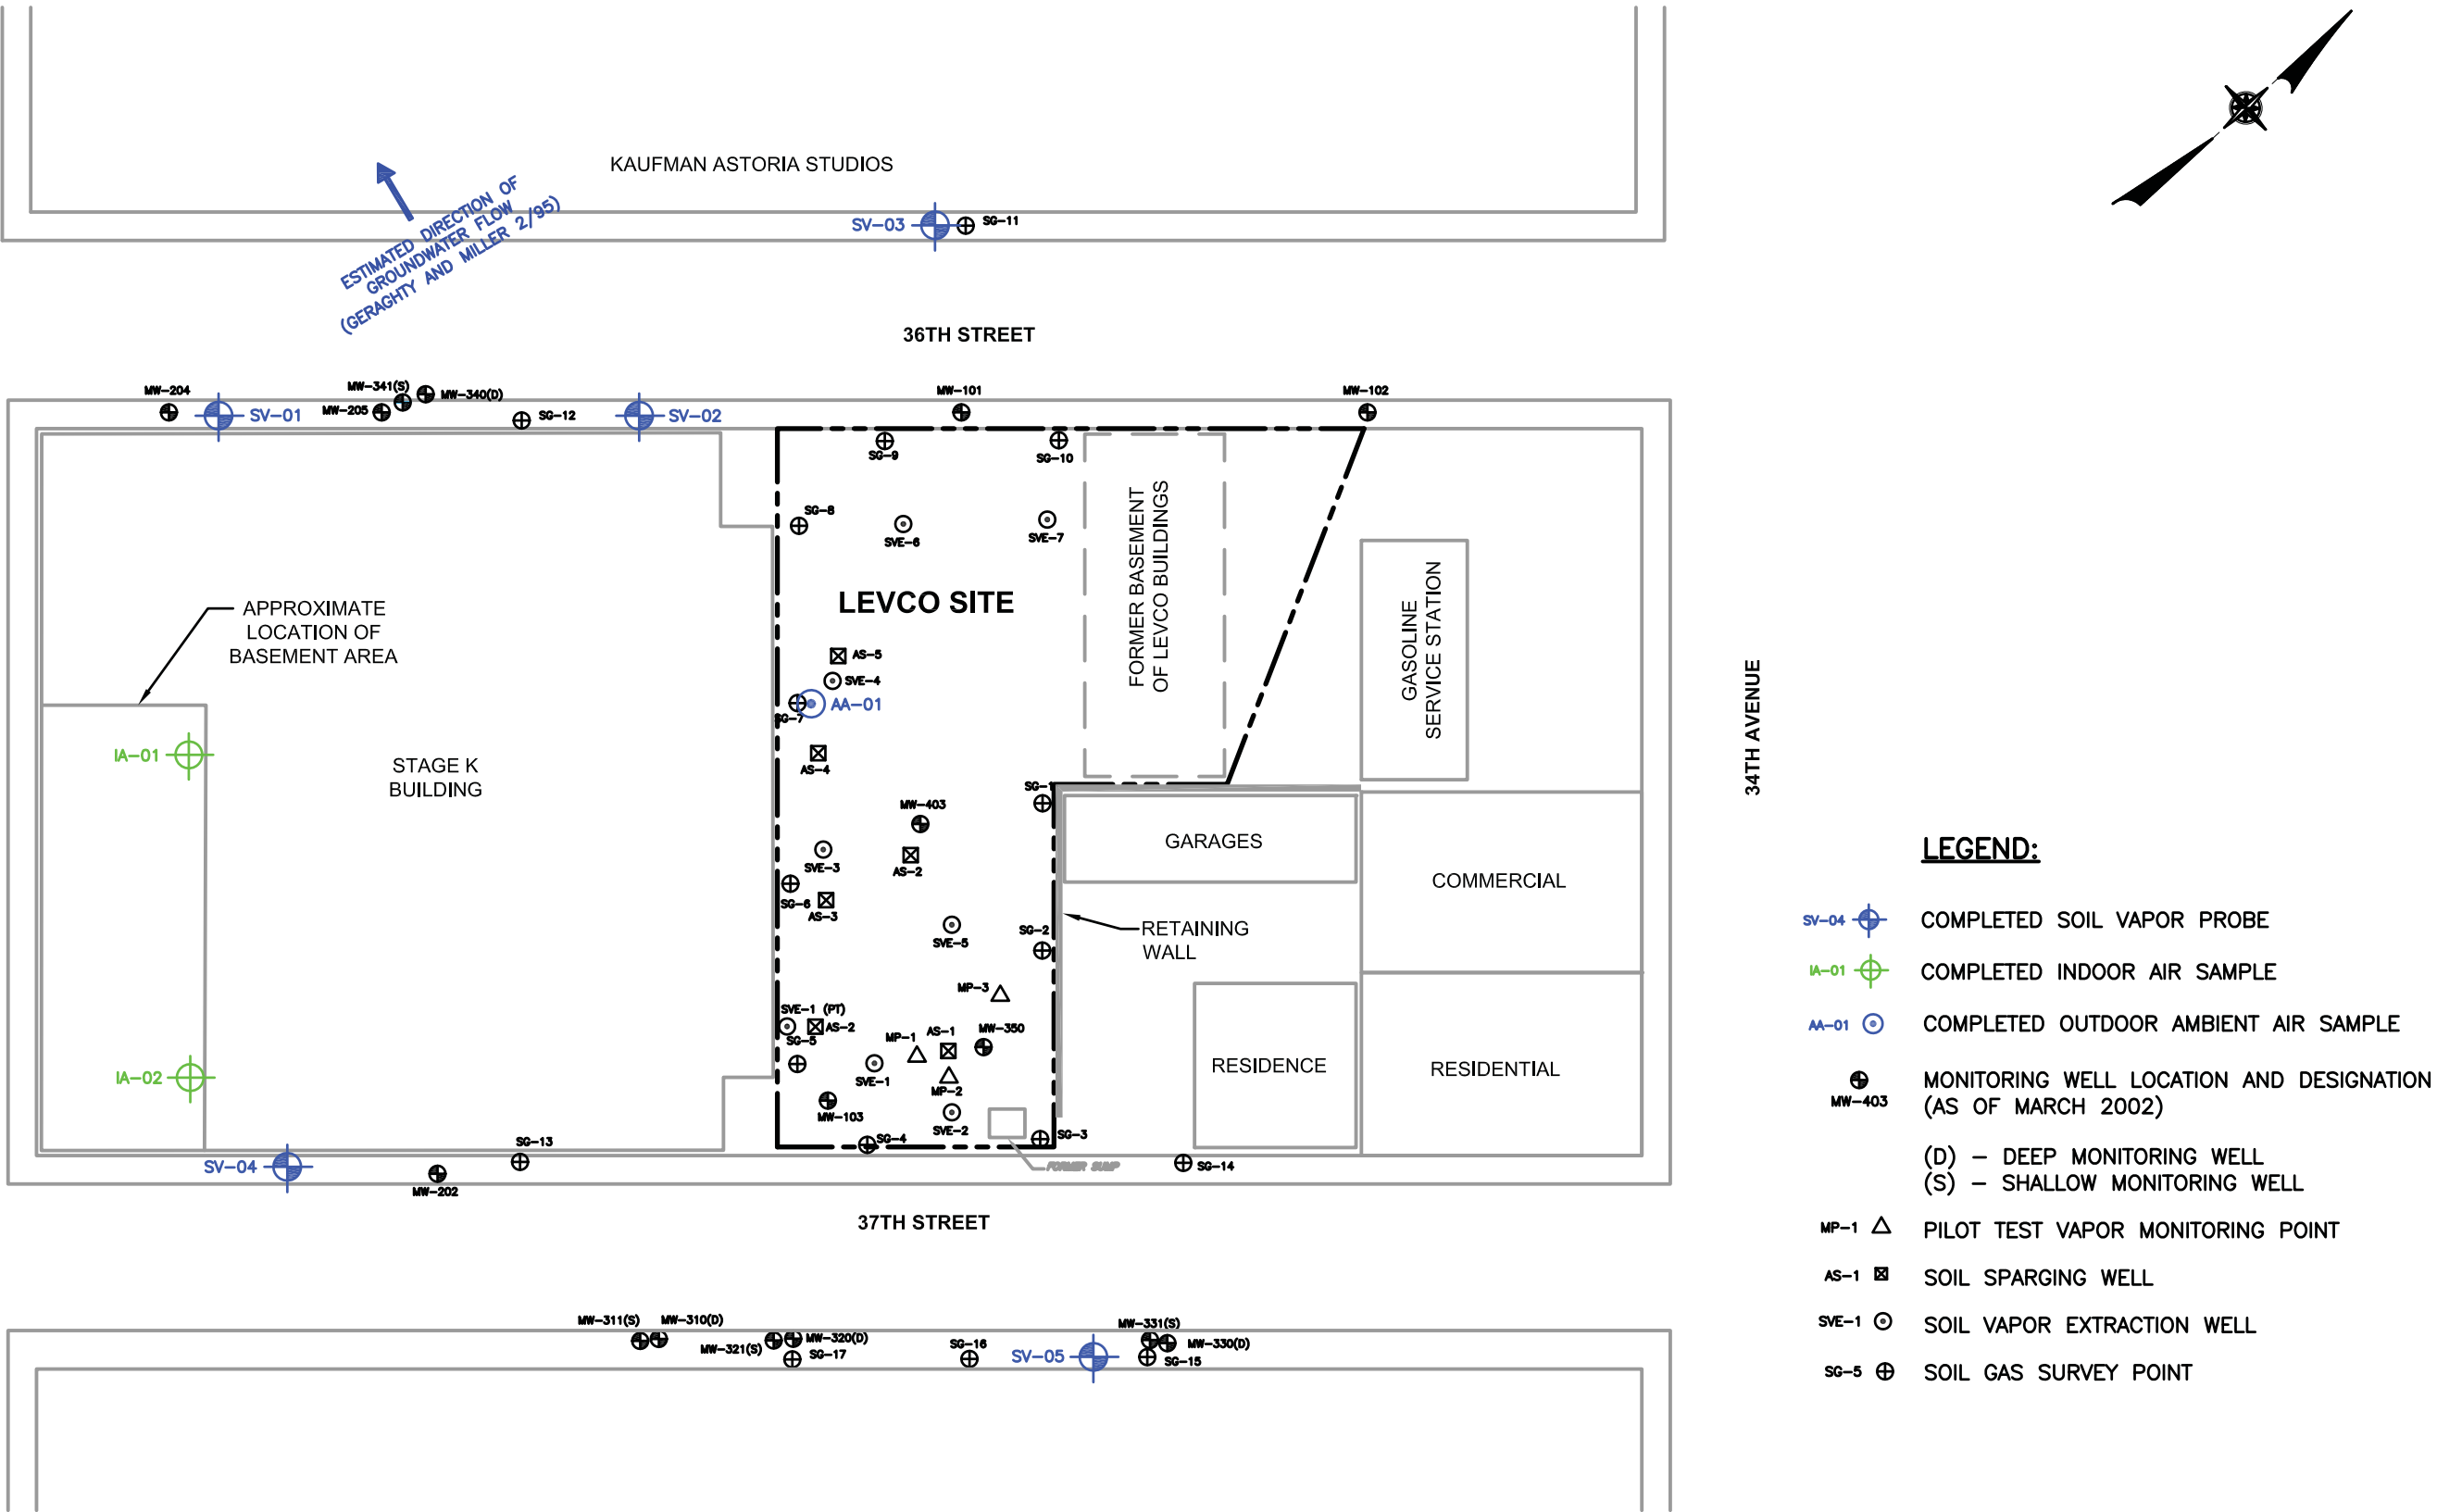 KAUFMAN ASTORIA STUDIOS
ESTIMATED DIRECTION OF
GROUNDWATER FLOW
(GERAGHTY AND MILLER 2/95)
SV-03
SG-11
36TH STREET
MW-204
SV-01
MW-341(S)
MW-340(D)
MW-205
SG-12
SV-02
MW-101
MW-102
SG-9
SG-10
SG-8
SVE-6
SVE-7
FORMER BASEMENT
OF LEVCO BUILDINGS
GASOLINE
SERVICE STATION
LEVCO SITE
APPROXIMATE
LOCATION OF
BASEMENT AREA
AS-5
SVE-4
AA-01
SG-7
34TH AVENUE
IA-01
STAGE K
BUILDING
AS-4
SG-1
MW-403
GARAGES
AS-2
SVE-3
COMMERCIAL
SG-6
AS-3
RETAINING
WALL
SG-2
SVE-5
MP-3
SVE-1 (PT)
AS-2
SG-5
MP-1
AS-1
MW-350
IA-02
SVE-1
MP-2
RESIDENCE
RESIDENTIAL
MW-103
SVE-2
SG-4
SG-3
FORMER SUMP
SG-13
SV-04
MW-202
SG-14
37TH STREET
MW-311(S)
MW-310(D)
MW-321(S)
MW-320(D)
SG-17
SG-16
SV-05
MW-331(S)
MW-330(D)
SG-15
LEGEND:
SV-04 COMPLETED SOIL VAPOR PROBE
IA-01 COMPLETED INDOOR AIR SAMPLE
AA-01 COMPLETED OUTDOOR AMBIENT AIR SAMPLE
MW-403 MONITORING WELL LOCATION AND DESIGNATION
(AS OF MARCH 2002)
(D) - DEEP MONITORING WELL
(S) - SHALLOW MONITORING WELL
MP-1 PILOT TEST VAPOR MONITORING POINT
AS-1 SOIL SPARGING WELL
SVE-1 SOIL VAPOR EXTRACTION WELL
SG-5 SOIL GAS SURVEY POINT